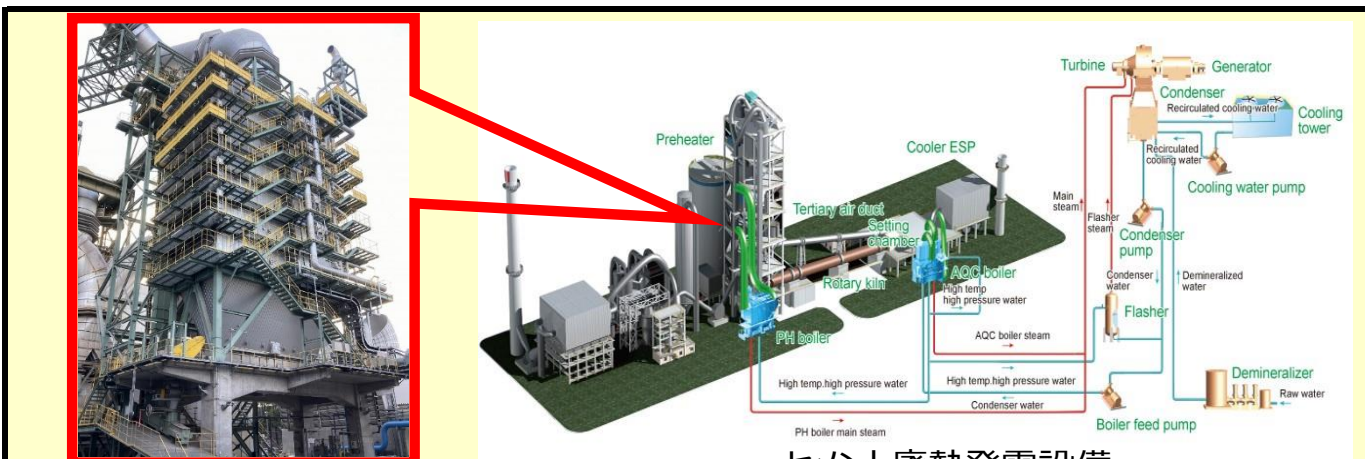 Turbine
Generator
Condenser
Recirculated cooling water
Cooling
tower
Recirculated
cooling water
Cooling water pump
Preheater
Cooler ESP
Tertiary air duct
Setting
chamber
Main
steam
Flasher
steam
Condenser
pump
AQC boiler
Rotary kiln
High temp
high pressure water
Condenser
water
Demineralized
water
Flasher
PH boiler
AQC boiler steam
Demineralizer
High temp.high pressure water
High temp.high pressure water
Raw water
Condenser water
Boiler feed pump
PH boiler main steam